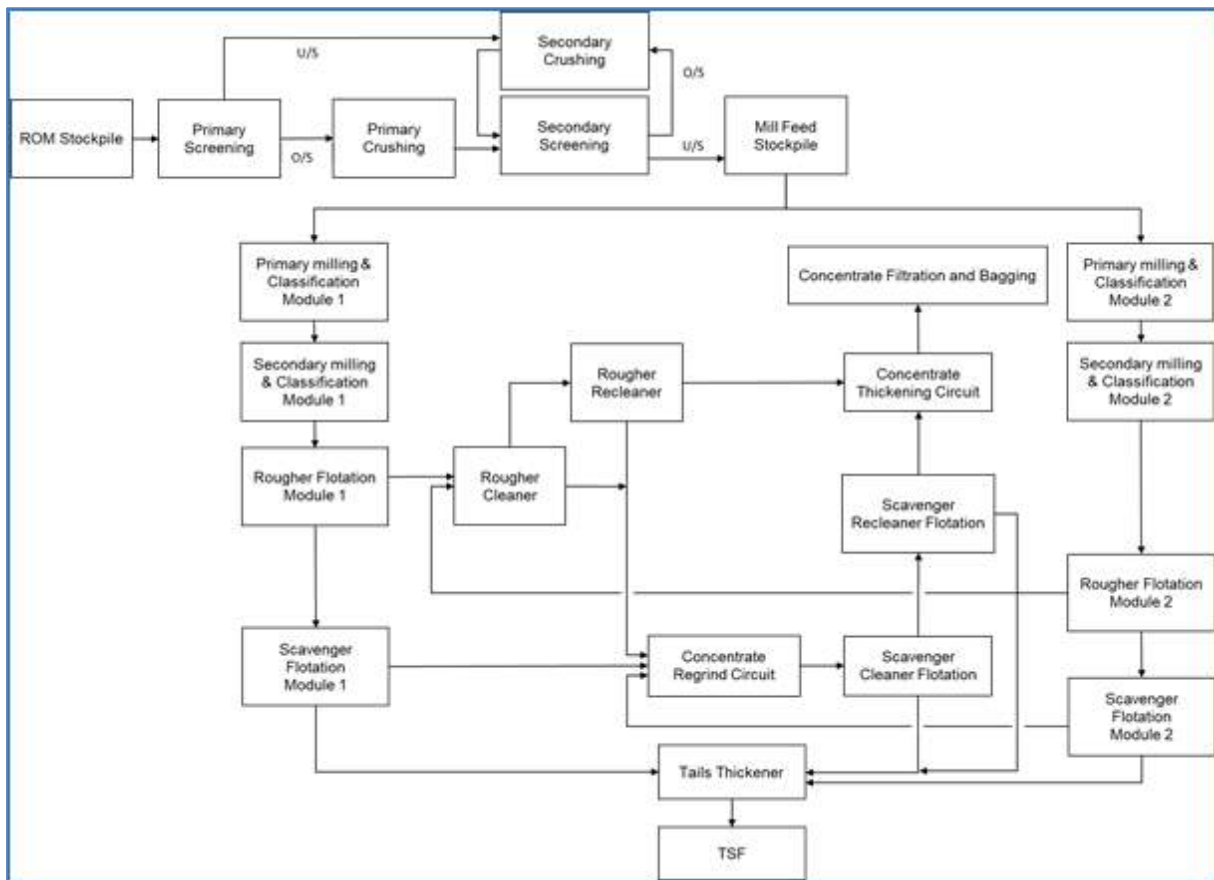 Secondary
Crushing
U/S
O/S
ROM Stockpile
Primary
Screening
O/S
Primary
Crushing
Secondary
Screening
U/S
Mill Feed
Stockpile
Primary milling &
Classification
Module 1
Concentrate Filtration and Bagging
Primary milling &
Classification
Module 2
Secondary milling
& Classification
Module 1
Rougher
Recleaner
Concentrate
Thickening Circuit
Secondary milling
& Classification
Module 2
Rougher Flotation
Module 1
Rougher
Cleaner
Scavenger
Recleaner Flotation
Rougher Flotation
Module 2
Scavenger
Flotation
Module 1
Concentrate
Regrind Circuit
Scavenger
Cleaner Flotation
Scavenger
Flotation
Module 2
Tails Thickener
TSF